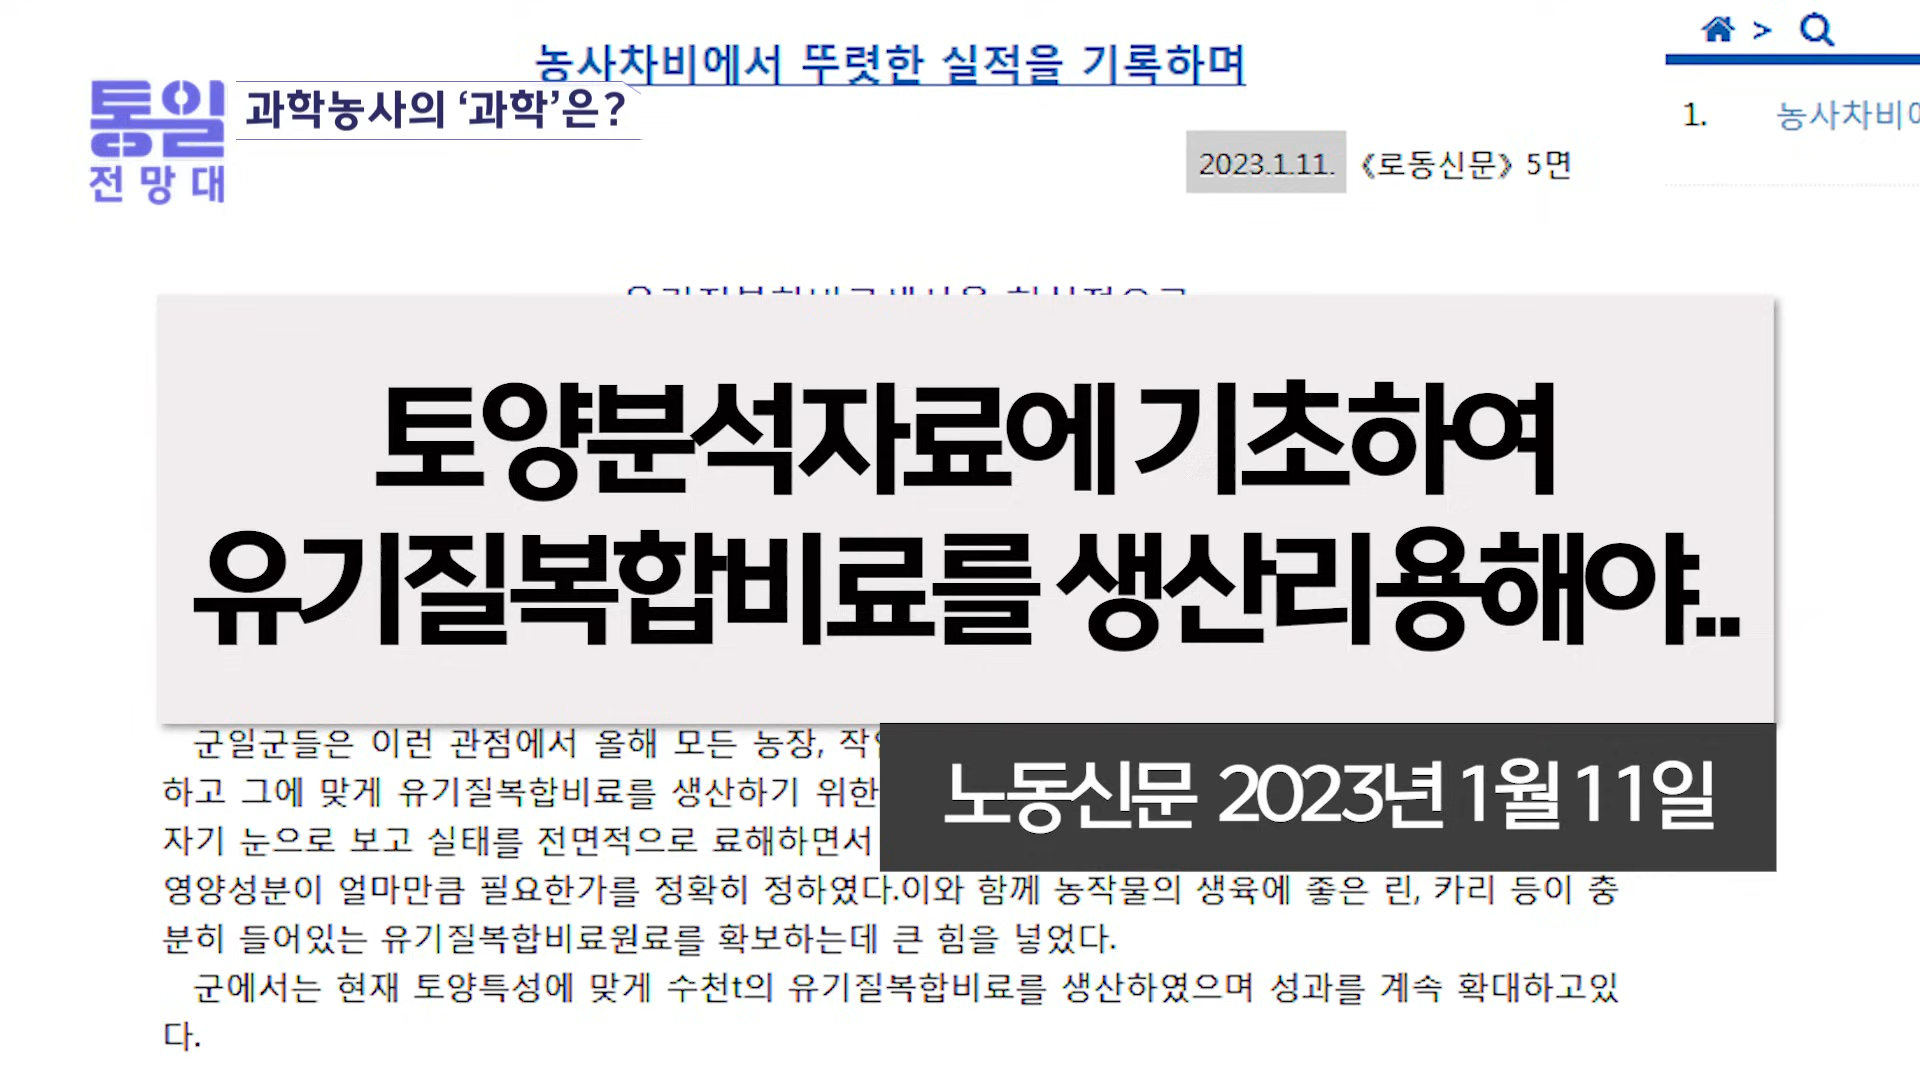 농사차비에서 뚜렷한 실적을 기록하며
통일
전망대
과학농사의 ‘과학’은?
>
1. 농사차비에
2023.1.11. 《로동신문》 5면
토양분석자료에 기초하여
유기질복합비료를 생산리용해야..
노동신문 2023년 1월 11일
군일군들은 이런 관점에서 올해 모든 농장,
하고 그에 맞게 유기질복합비료를 생산하기 위한
자기 눈으로 보고 실태를 전면적으로 료해하면서
영양성분이 얼마만큼 필요한가를 정확히 정하였다.이와 함께 농작물의 생육에 좋은 린, 카리 등이 충
분히 들어있는 유기질복합비료원료를 확보하는데 큰 힘을 넣었다.
군에서는 현재 토양특성에 맞게 수천t의 유기질복합비료를 생산하였으며 성과를 계속 확대하고있
다.